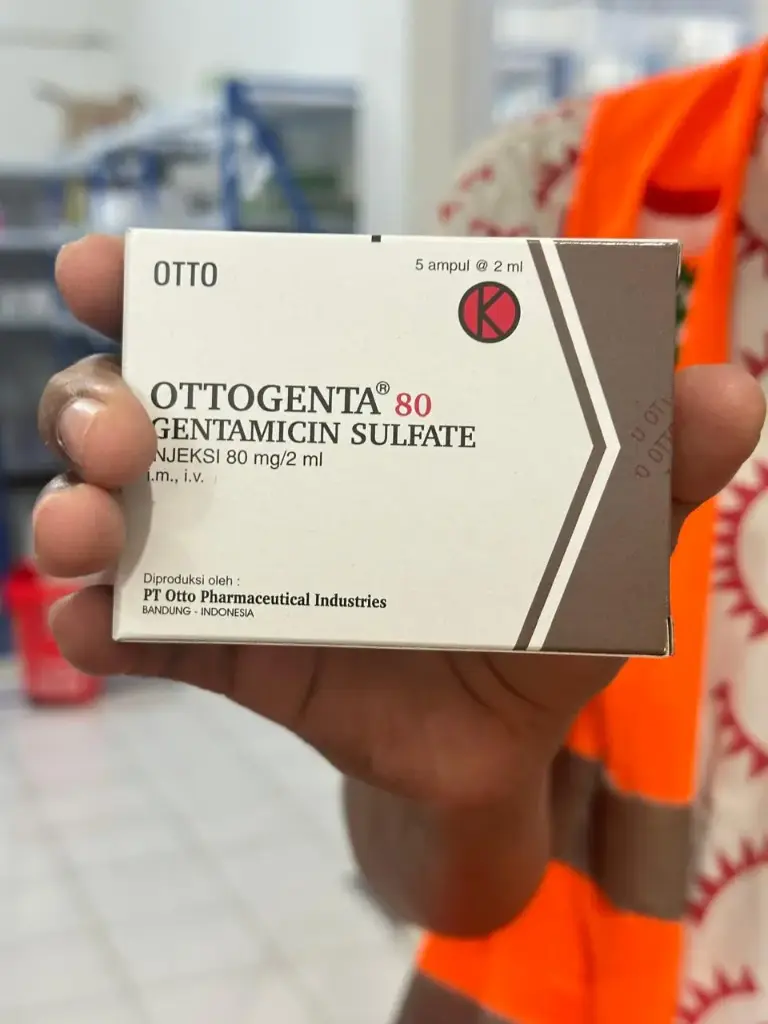 OTTO
5 ampul @ 2 ml
K
OTTOGENTA® 80
GENTAMICIN SULFATE
NJEKSI 80 mg/2 ml
i.m., i.v.
Diproduksi oleh :
PT Otto Pharmaceutical Industries
BANDUNG - INDONESIA